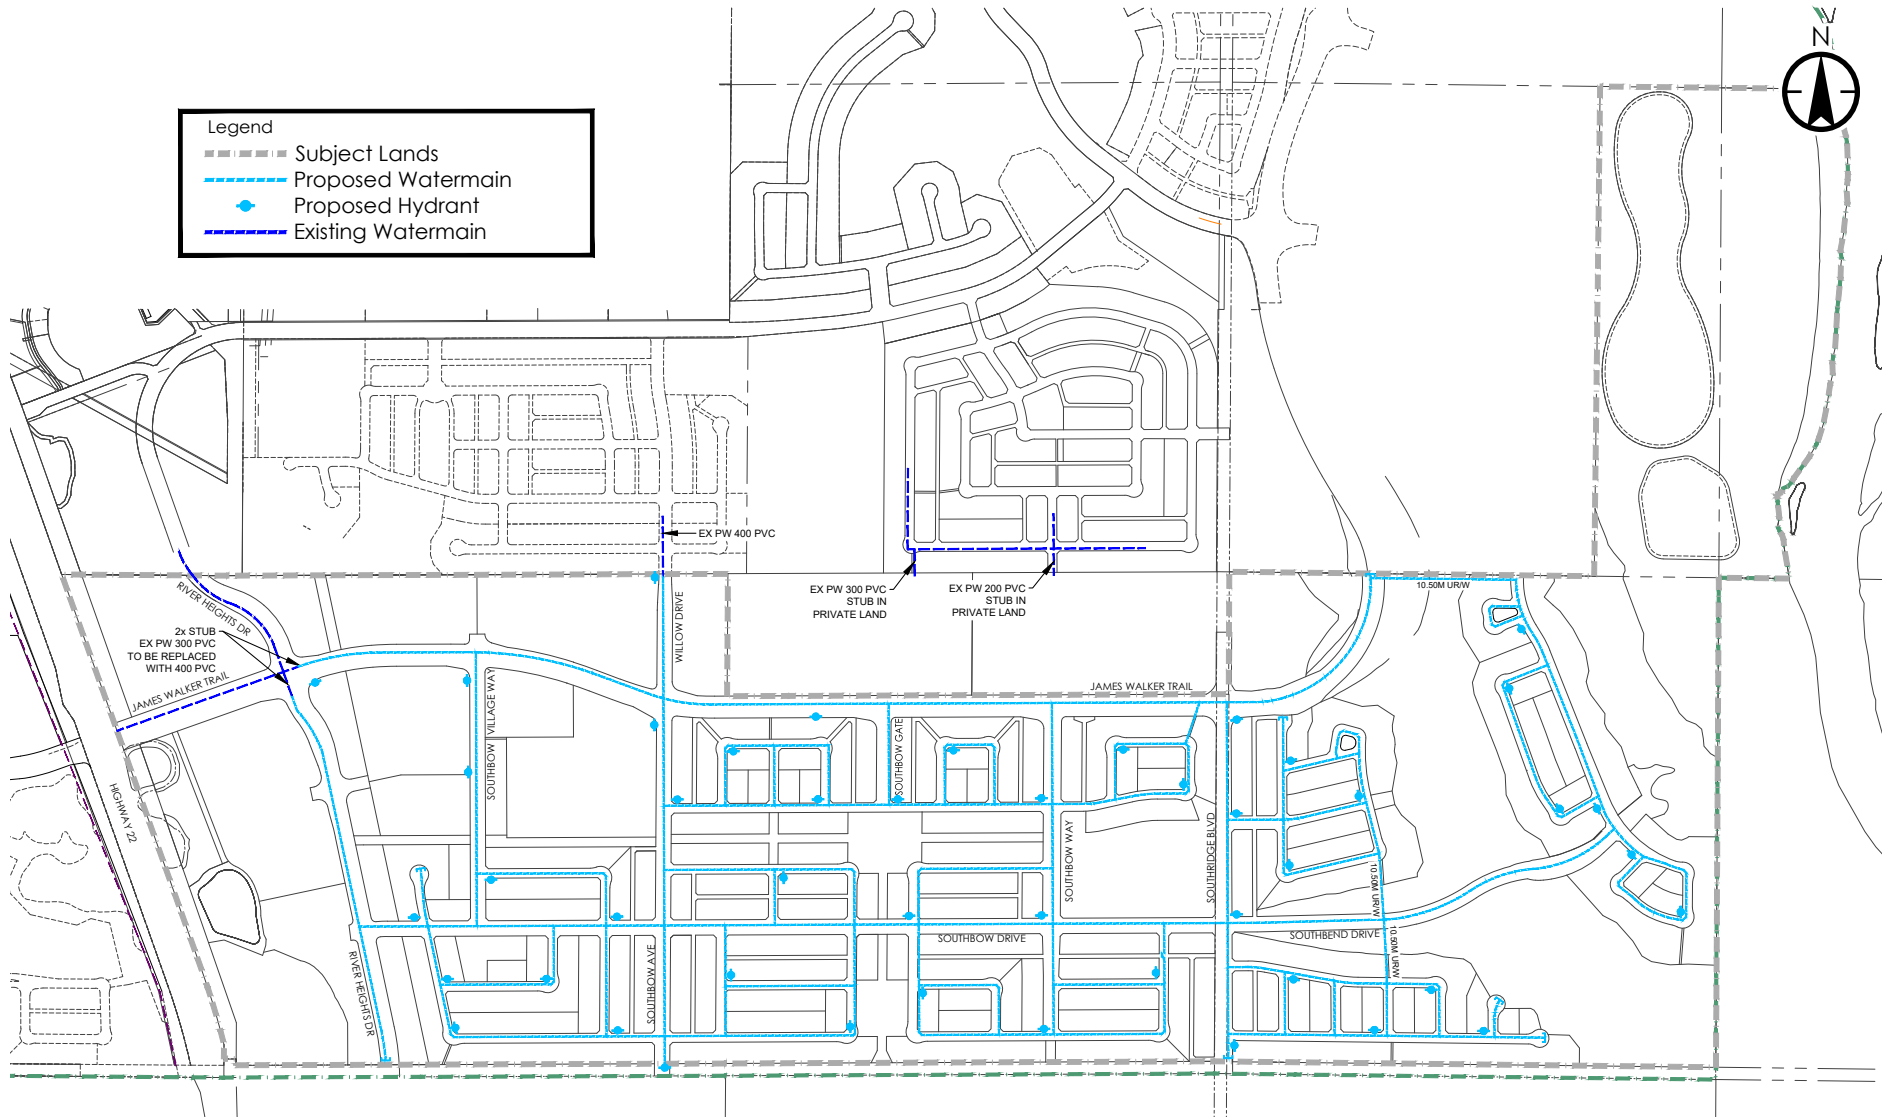 N
Legend
Subject Lands
Proposed Watermain
Proposed Hydrant
Existing Watermain
EX PW 400 PVC
EX PW 300 PVC
STUB IN
PRIVATE LAND
EX PW 200 PVC
STUB IN
PRIVATE LAND
10.50M UR/W
RIVER HEIGHTS DR
2x STUB
EX PW 300 PVC
TO BE REPLACED
WITH 400 PVC
JAMES WALKER TRAIL
WILLOW DRIVE
JAMES WALKER TRAIL
SOUTHBOW VILLAGE WAY
SOUTHBOW GATE
HIGHWAY 22
SOUTHBOW WAY
SOUTHRIDGE BLVD
10.50M UR/W
SOUTHBOW DRIVE
SOUTHBEND DRIVE
10.50M UR/W
RIVER HEIGHTS DR
SOUTHBOW AVE